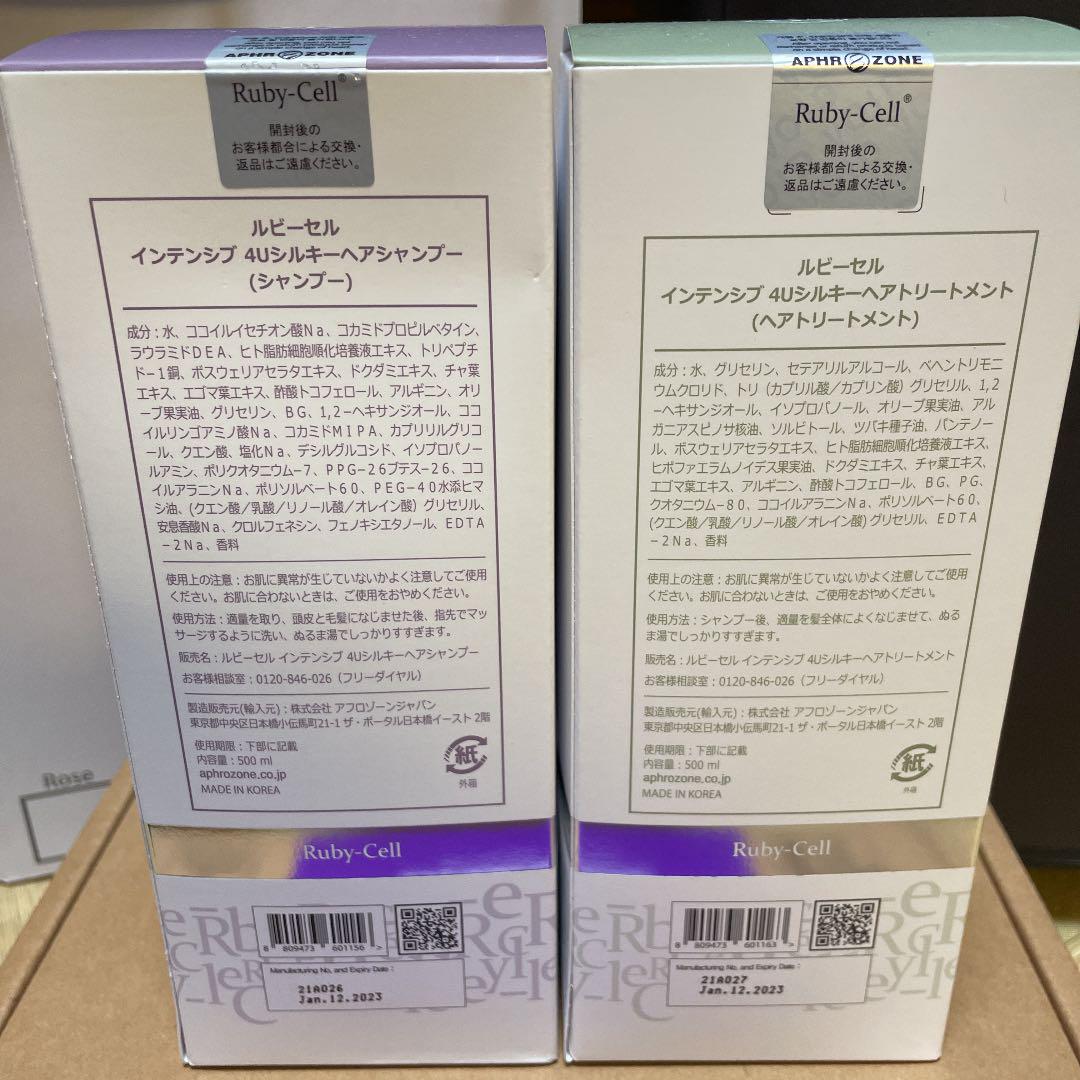 APHROZONE
Ruby-Cell®
開封後の
お客様都合による交換・
返品はご遠慮ください。
ルビーセル
インテンシブ 4Uシルキーヘアシャンプー
(シャンプー)
成分：水、ココイルイセチオン酸Na、コカミドプロピルベタイン、
ラウラミドDEA、ヒト脂肪細胞順化培養液エキス、トリペプチ
ド-1銅、ボスウェリアセラタエキス、ドクダミエキス、チャ葉
エキス、エゴマ葉エキス、酢酸トコフェロール、アルギニン、オリ
ーブ果実油、グリセリン、BG、1,2-ヘキサンジオール、ココ
イルリンゴアミノ酸Na、コカミドMIPA、カプリリルグリコ
ール、クエン酸、塩化Na、デシルグルコシド、イソプロパノー
ルアミン、ポリクオタニウム-7、PPG-26ブテス-26、ココ
イルアラニンNa、ポリソルベート60、PEG-40水添ヒマ
シ油、(クエン酸／乳酸／リノール酸／オレイン酸) グリセリル、
安息香酸Na、クロルフェネシン、フェノキシエタノール、EDTA
-2Na、香料
使用上の注意：お肌に異常が生じていないかよく注意してご使用
ください。お肌に合わないときは、ご使用をおやめください。
使用方法：適量を取り、頭皮と毛髪になじませた後、指先でマッ
サージするように洗い、ぬるま湯でしっかりすすぎます。
販売名：ルビーセル インテンシブ 4Uシルキーヘアシャンプー
お客様相談室：0120-846-026（フリーダイヤル）
製造販売元(輸入元)：株式会社 アフロゾーンジャパン
東京都中央区日本橋小伝馬町21-1 ザ・ポータル日本橋イースト 2階
使用期限：下部に記載
内容量：500 ml
aphrozone.co.jp
MADE IN KOREA
紙
外箱
Ruby-Cell
8 809473 601156 >
Manufacturing No. and Expiry Date :
21A026
Jan.12.2023
APHROZONE
Ruby-Cell®
開封後の
お客様都合による交換・
返品はご遠慮ください。
ルビーセル
インテンシブ 4Uシルキーヘアトリートメント
(ヘアトリートメント)
成分：水、グリセリン、セテアリルアルコール、ベヘントリモニ
ウムクロリド、トリ（カプリル酸／カプリン酸）グリセリル、1,2
-ヘキサンジオール、イソプロパノール、オリーブ果実油、アル
ガニアスピノサ核油、ソルビトール、ツバキ種子油、パンテノー
ル、ボスウェリアセラタエキス、ヒト脂肪細胞順化培養液エキス、
ヒポファエラムノイデス果実油、ドクダミエキス、チャ葉エキス、
エゴマ葉エキス、アルギニン、酢酸トコフェロール、BG、PG、
クオタニウム-80、ココイルアラニンNa、ポリソルベート60、
(クエン酸／乳酸／リノール酸／オレイン酸) グリセリル、EDTA
-2Na、香料
使用上の注意：お肌に異常が生じていないかよく注意してご使用
ください。お肌に合わないときは、ご使用をおやめください。
使用方法：シャンプー後、適量を髪全体によくなじませて、ぬる
ま湯でしっかりすすぎます。
販売名：ルビーセル インテンシブ 4Uシルキーヘアトリートメント
お客様相談室：0120-846-026（フリーダイヤル）
製造販売元(輸入元)：株式会社 アフロゾーンジャパン
東京都中央区日本橋小伝馬町21-1 ザ・ポータル日本橋イースト 2階
使用期限：下部に記載
内容量：500 ml
aphrozone.co.jp
MADE IN KOREA
紙
外箱
Ruby-Cell
8 809473 601163 >
Manufacturing No. and Expiry Date :
21A027
Jan.12.2023
Rose